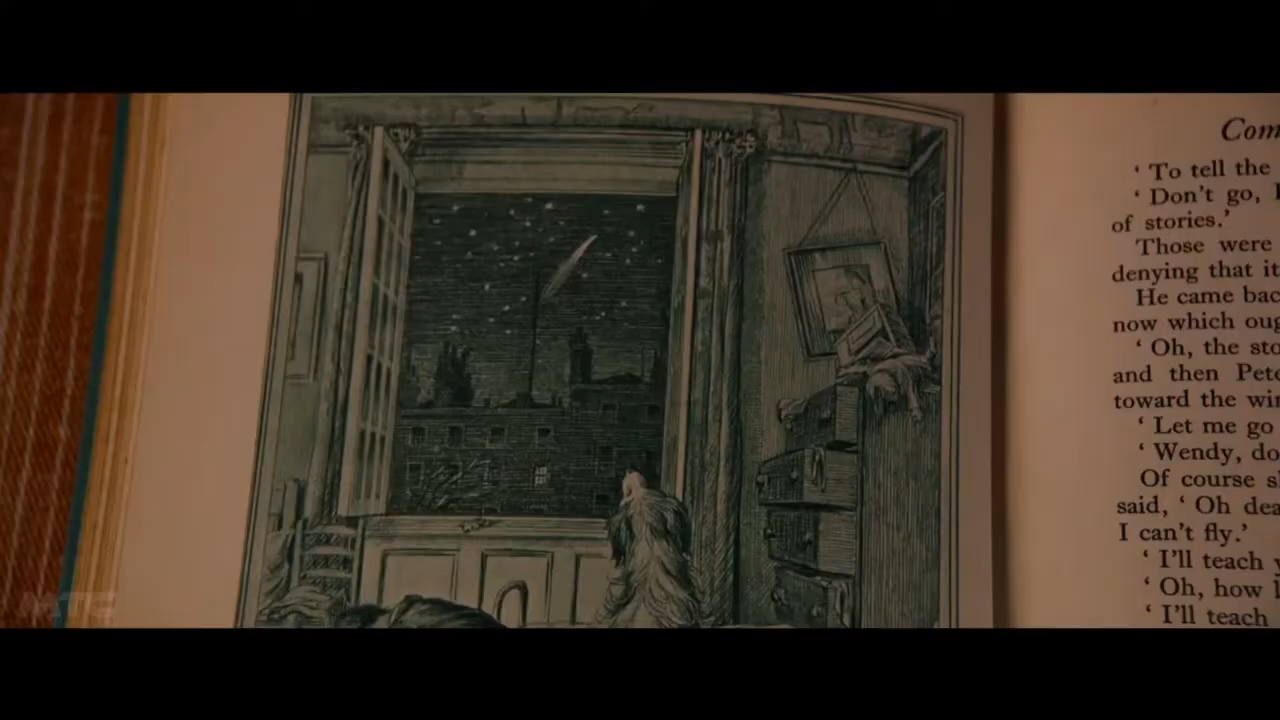 Com
‘ To tell the
‘ Don't go,
of stories.’
Those were
denying that it
He came bac
now which oug
‘ Oh, the sto
and then Pete
toward the win
‘ Let me go
‘ Wendy, do
Of course s
said, ‘ Oh dea
I can't fly.’
‘ I'll teach y
‘ Oh, how l
‘ I'll teach